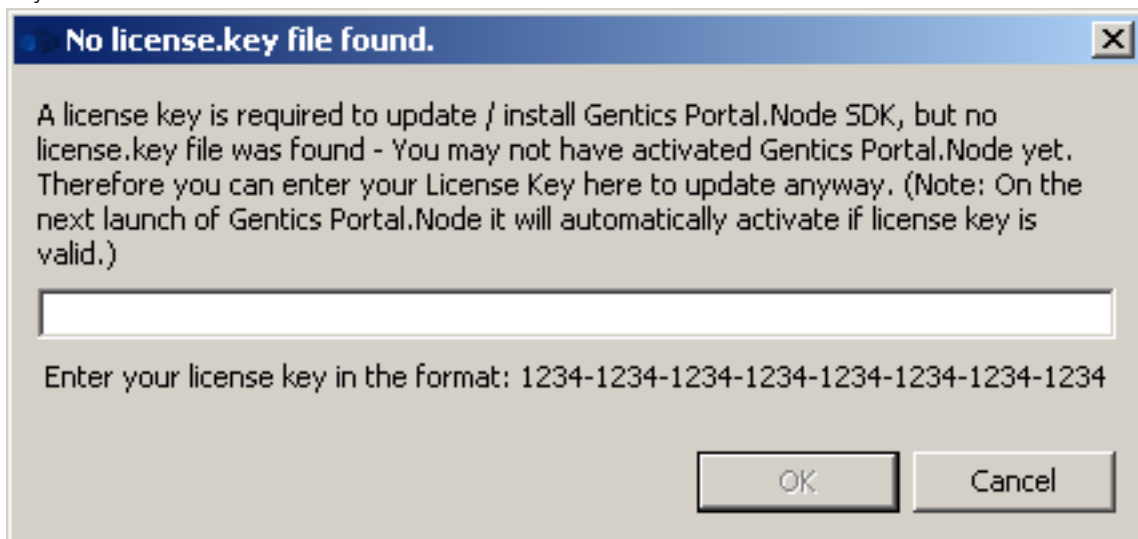 No license.key file found.
A license key is required to update / install Gentics Portal.Node SDK, but no
license.key file was found - You may not have activated Gentics Portal.Node yet.
Therefore you can enter your License Key here to update anyway. (Note: On the
next launch of Gentics Portal.Node it will automatically activate if license key is
valid.)
Enter your license key in the format: 1234-1234-1234-1234-1234-1234-1234-1234
OK
Cancel